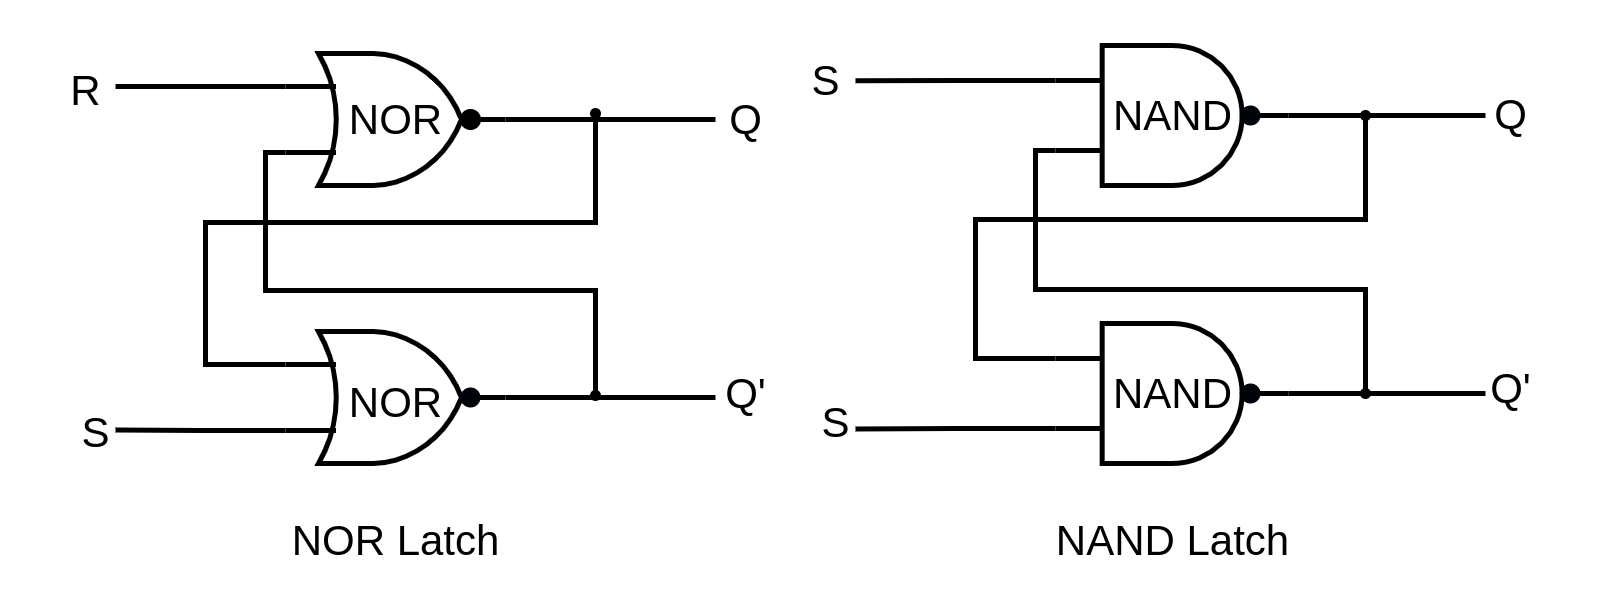 R
NOR
Q
NOR
Q'
S
NOR Latch
S
NAND
Q
NAND
Q'
S
NAND Latch